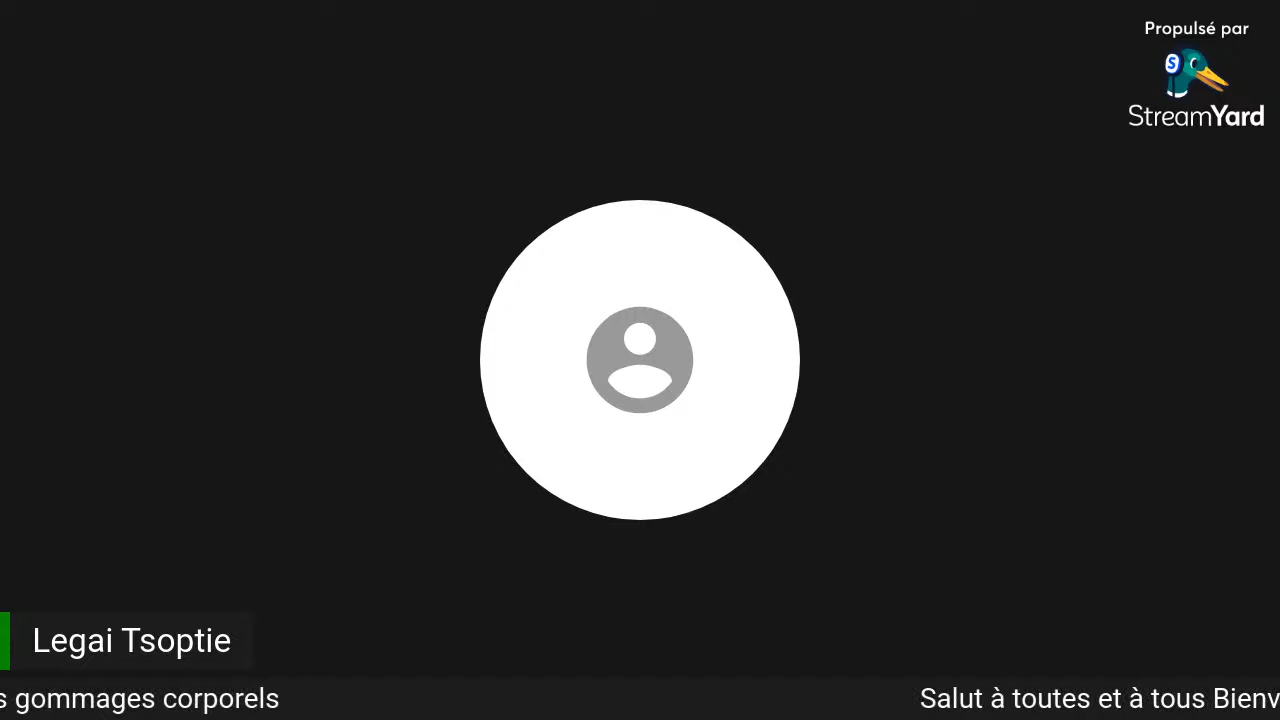 Propulsé par
StreamYard
Legai Tsoptie
s gommages corporels
Salut à toutes et à tous Bienv